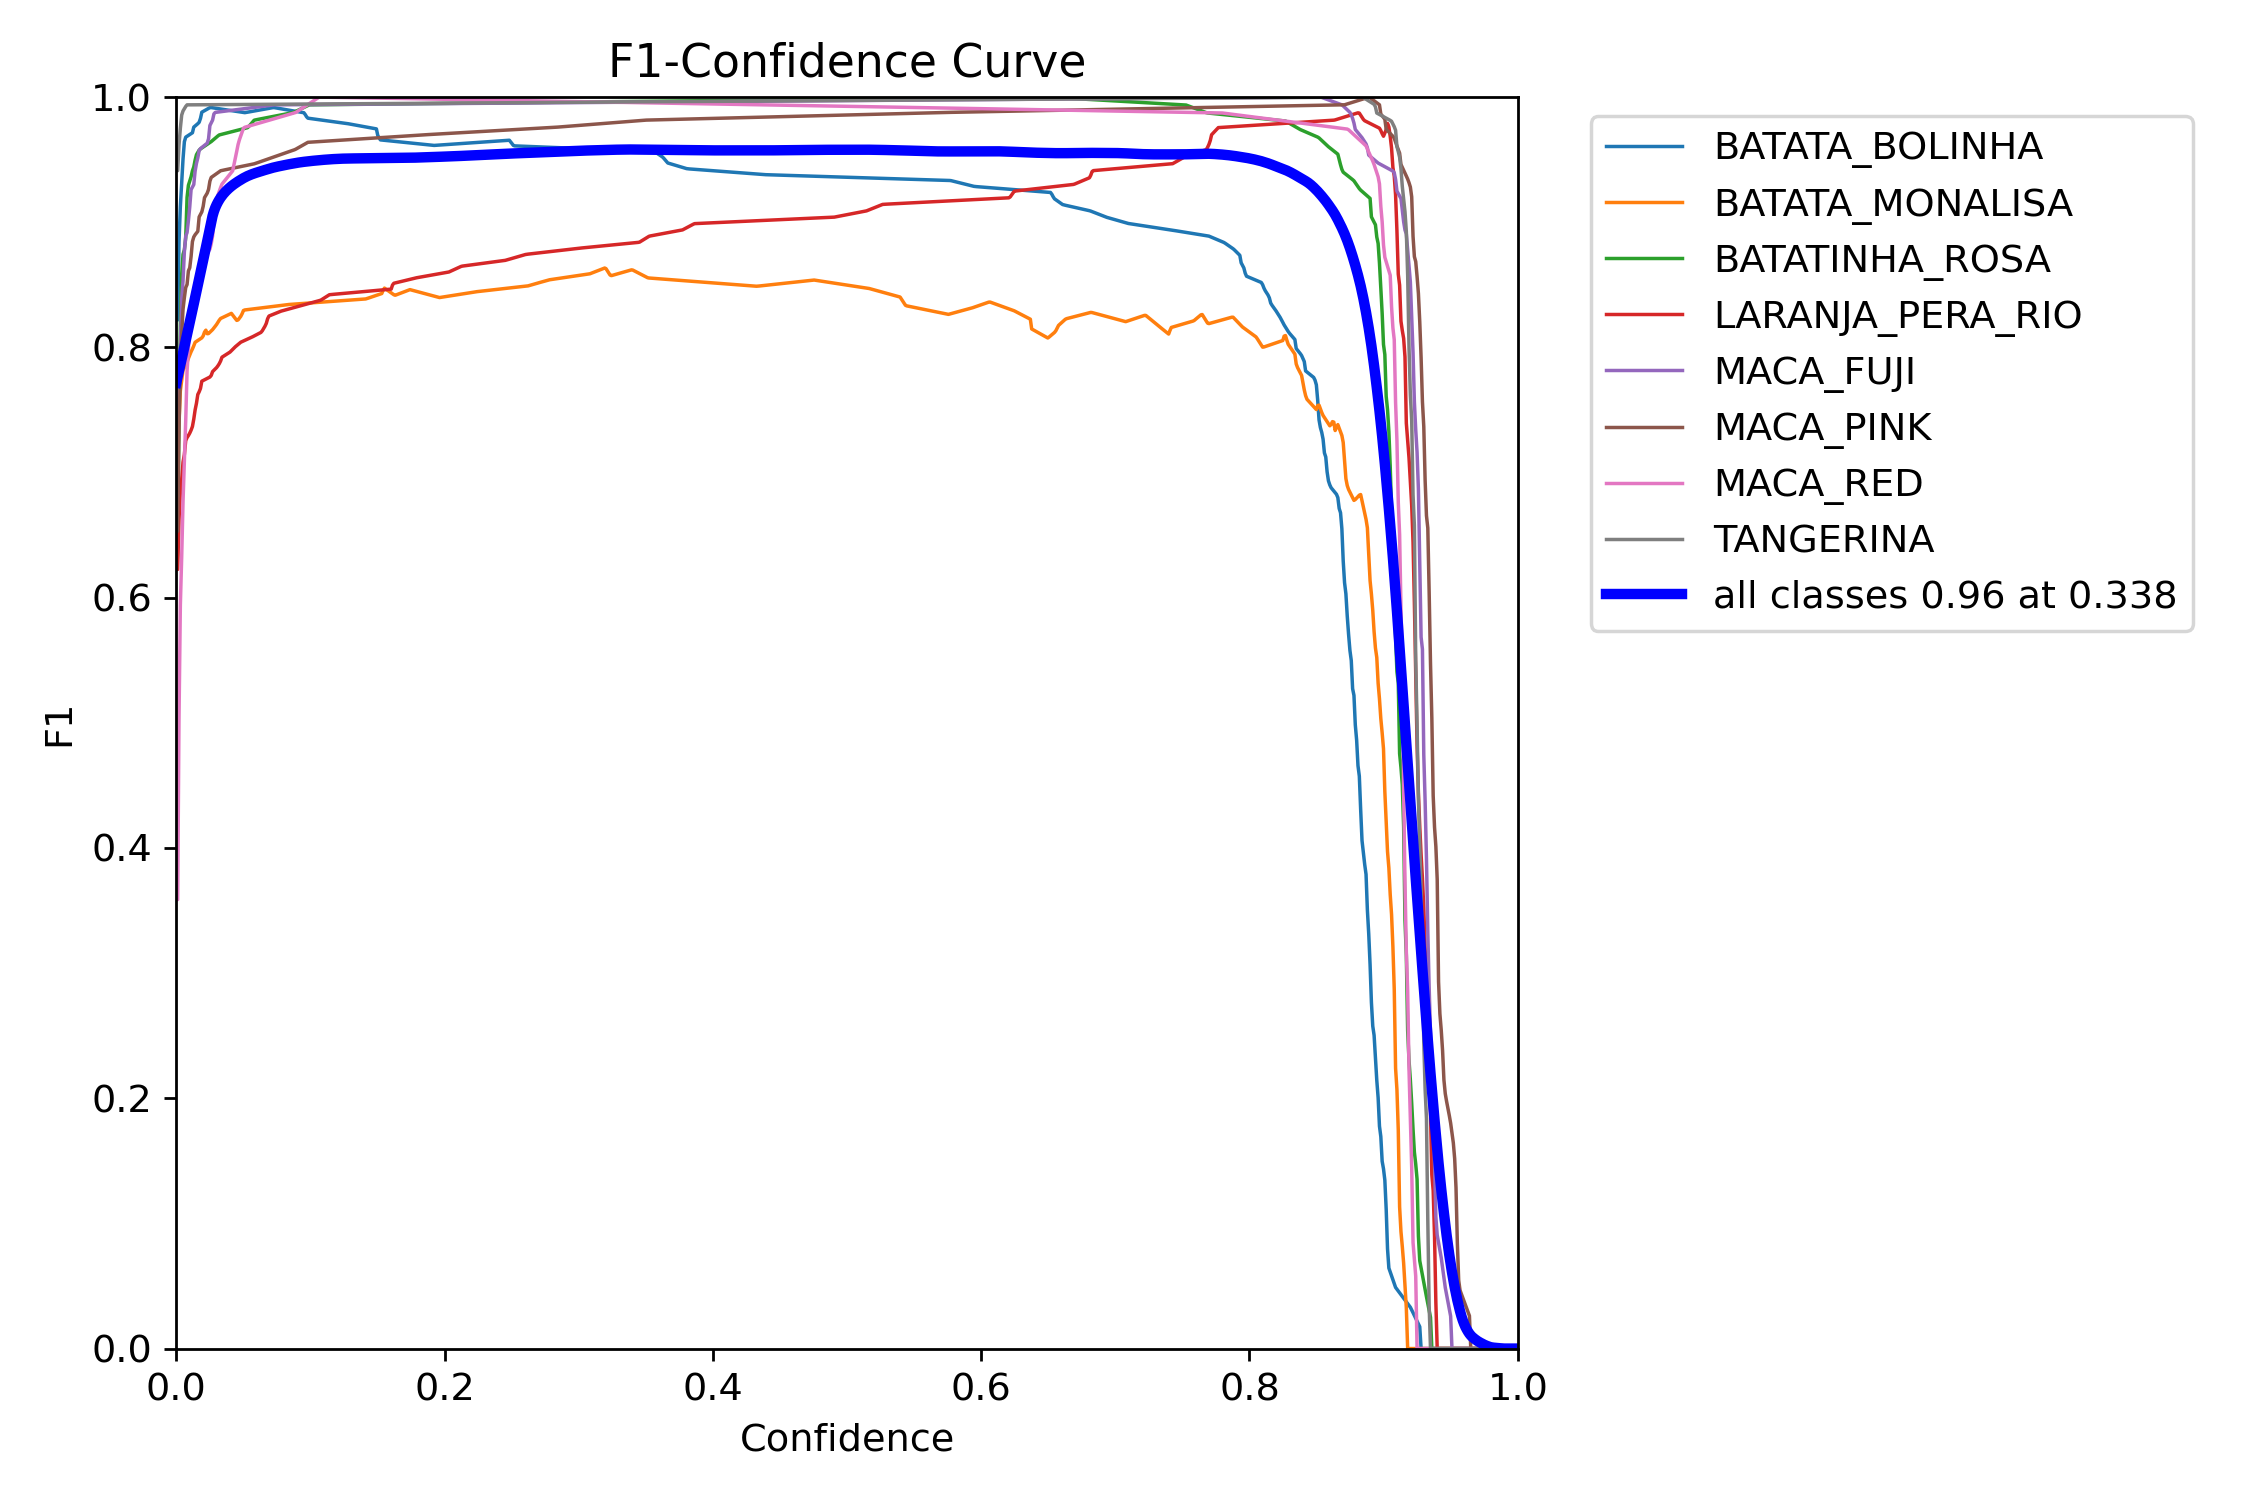 F1-Confidence Curve
1.0
0.8
0.6
0.4
0.2
0.0
F1
0.0 0.2 0.4 0.6 0.8 1.0
Confidence
BATATA_BOLINHA
BATATA_MONALISA
BATATINHA_ROSA
LARANJA_PERA_RIO
MACA_FUJI
MACA_PINK
MACA_RED
TANGERINA
all classes 0.96 at 0.338